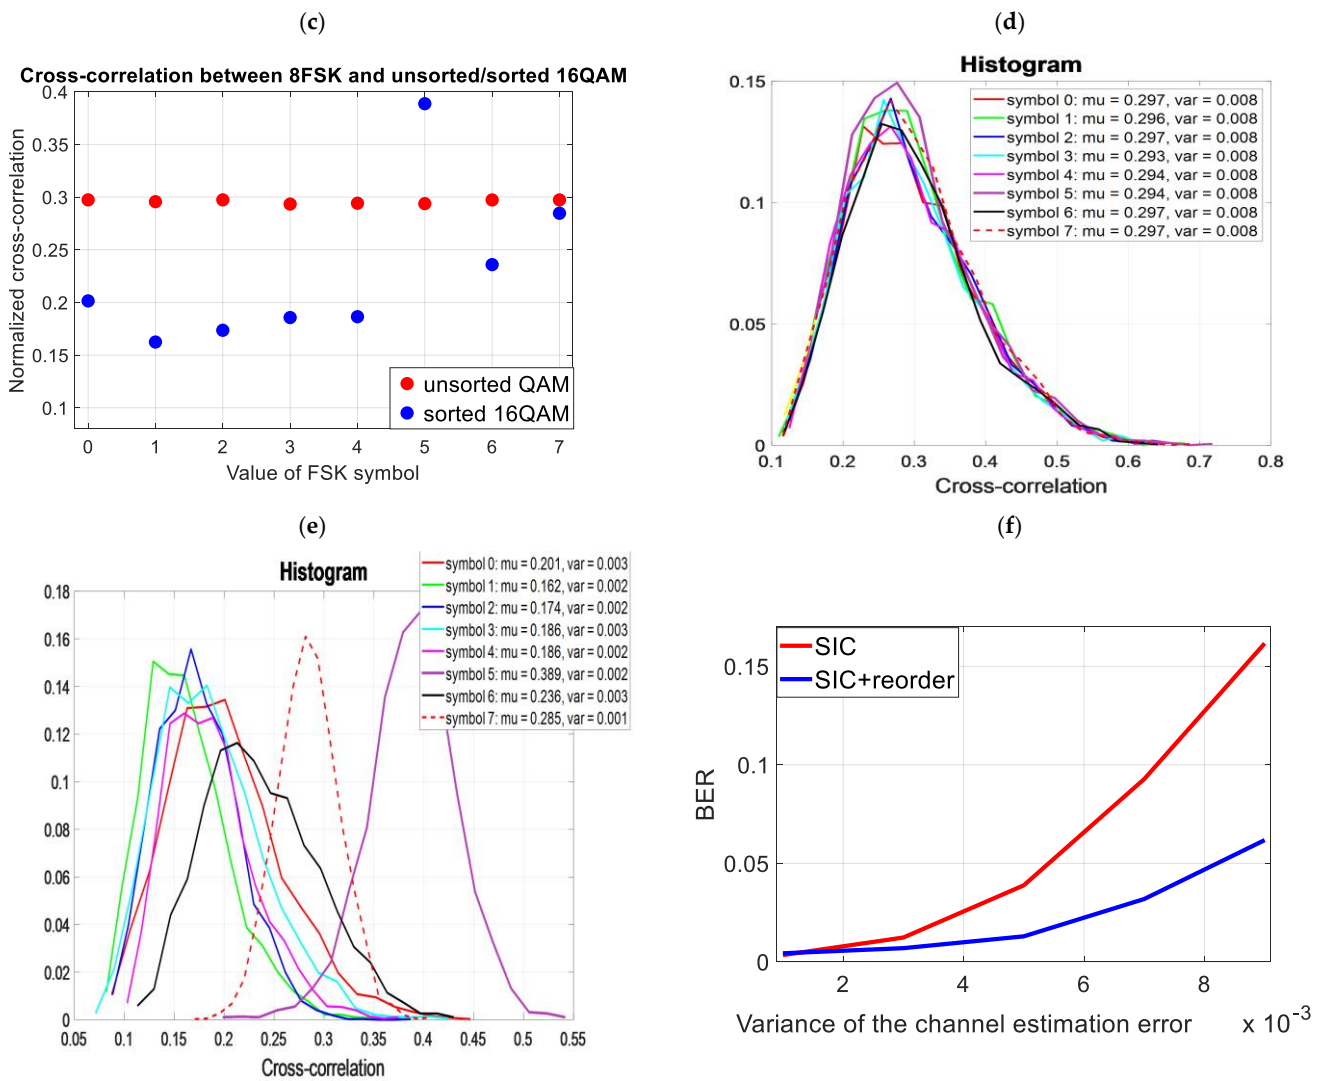 (c)
(d)
Cross-correlation between 8FSK and unsorted/sorted 16QAM
Normalized cross-correlation
0.4
0.35
0.3
0.25
0.2
0.15
0.1
unsorted QAM
sorted 16QAM
0 1 2 3 4 5 6 7
Value of FSK symbol
Histogram
0.15
0.1
0.05
0
symbol 0: mu = 0.297, var = 0.008
symbol 1: mu = 0.296, var = 0.008
symbol 2: mu = 0.297, var = 0.008
symbol 3: mu = 0.293, var = 0.008
symbol 4: mu = 0.294, var = 0.008
symbol 5: mu = 0.294, var = 0.008
symbol 6: mu = 0.297, var = 0.008
symbol 7: mu = 0.297, var = 0.008
0.1 0.2 0.3 0.4 0.5 0.6 0.7 0.8
Cross-correlation
(e)
(f)
Histogram
0.18
0.16
0.14
0.12
0.1
0.08
0.06
0.04
0.02
0
symbol 0: mu = 0.201, var = 0.003
symbol 1: mu = 0.162, var = 0.002
symbol 2: mu = 0.174, var = 0.002
symbol 3: mu = 0.186, var = 0.003
symbol 4: mu = 0.186, var = 0.002
symbol 5: mu = 0.389, var = 0.002
symbol 6: mu = 0.236, var = 0.003
symbol 7: mu = 0.285, var = 0.001
0.05 0.1 0.15 0.2 0.25 0.3 0.35 0.4 0.45 0.5 0.55
Cross-correlation
SIC
SIC+reorder
BER
0.15
0.1
0.05
0
2 4 6 8
Variance of the channel estimation error x 10-3